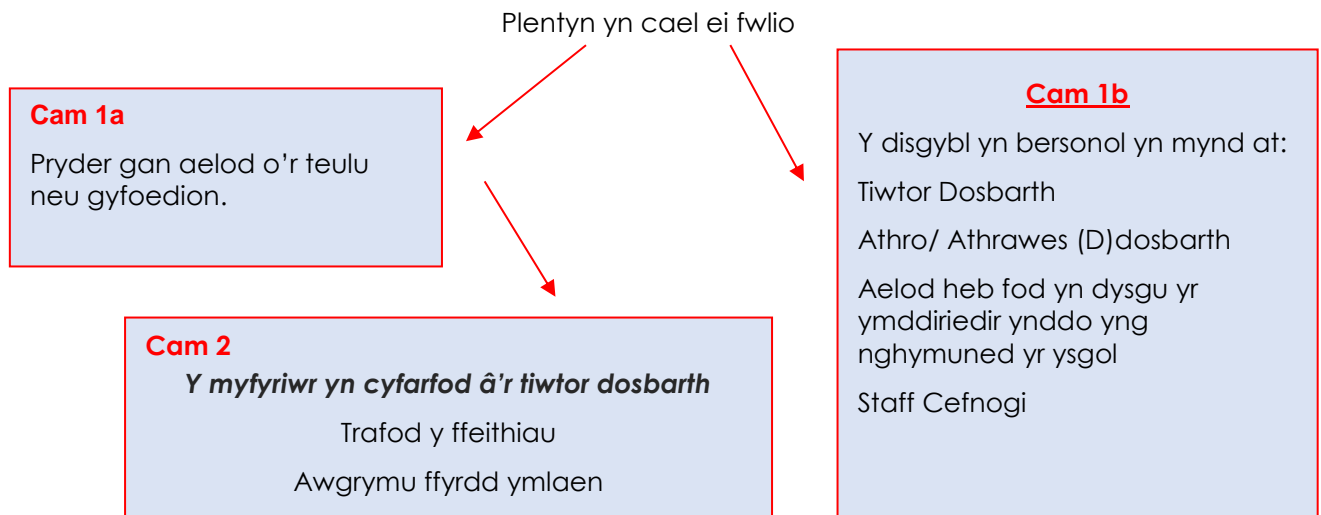 Plentyn yn cael ei fwlio
Cam 1a
Pryder gan aelod o'r teulu
neu gyfoedion.
Cam 1b
Y disgybl yn bersonol yn mynd at:
Tiwtor Dosbarth
Athro/ Athrawes (D)dosbarth
Aelod heb fod yn dysgu yr
ymddiriedir ynddo yng
nghymuned yr ysgol
Staff Cefnogi
Cam 2
Y myfyriwr yn cyfarfod â'r tiwtor dosbarth
Trafod y ffeithiau
Awgrymu ffyrdd ymlaen